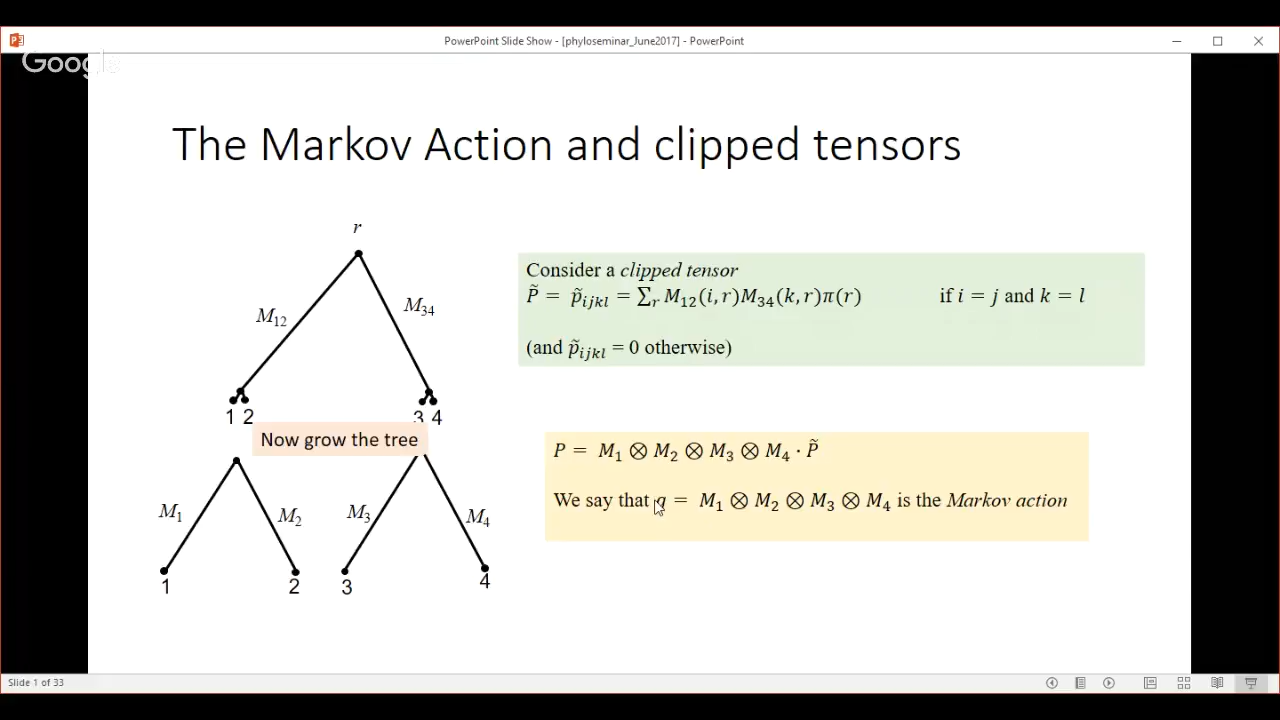 PowerPoint Slide Show - [phyloseminar_June2017] - PowerPoint
Google
The Markov Action and clipped tensors
r
M₁₂
M₃₄
1 2
3 4
Now grow the tree
M₁
M₂
M₃
M₄
1
2
3
4
Consider a clipped tensor
P̃ = p̃ᵢⱼₖₗ = ∑ᵣ M₁₂(i, r)M₃₄(k, r)π(r) if i = j and k = l
(and p̃ᵢⱼₖₗ = 0 otherwise)
P = M₁ ⊗ M₂ ⊗ M₃ ⊗ M₄ · P̃
We say that g = M₁ ⊗ M₂ ⊗ M₃ ⊗ M₄ is the Markov action
Slide 1 of 33